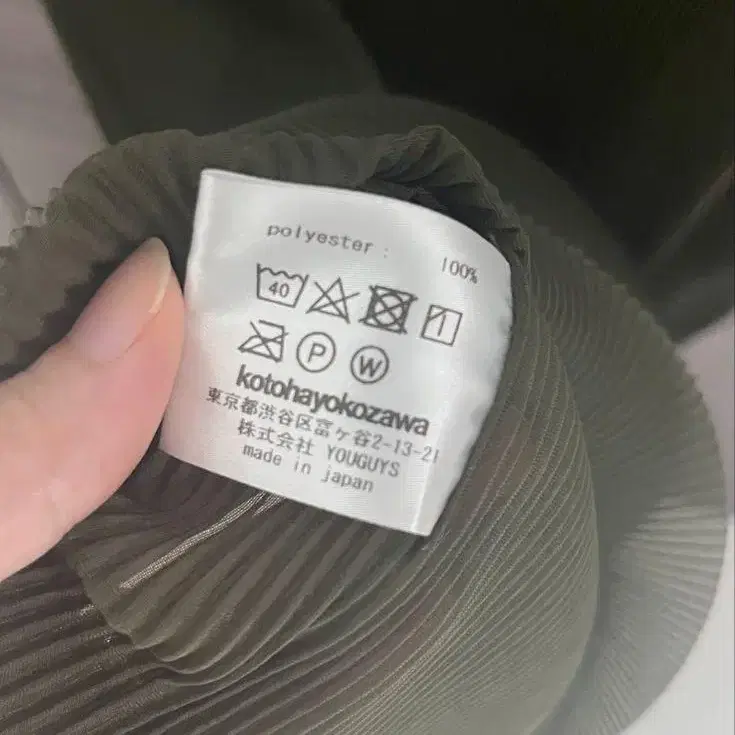 polyester : 100%
40
P W
kotohayokozawa
東京都渋谷区富ヶ谷2-13-21
株式会社 YOUGUYS
made in japan